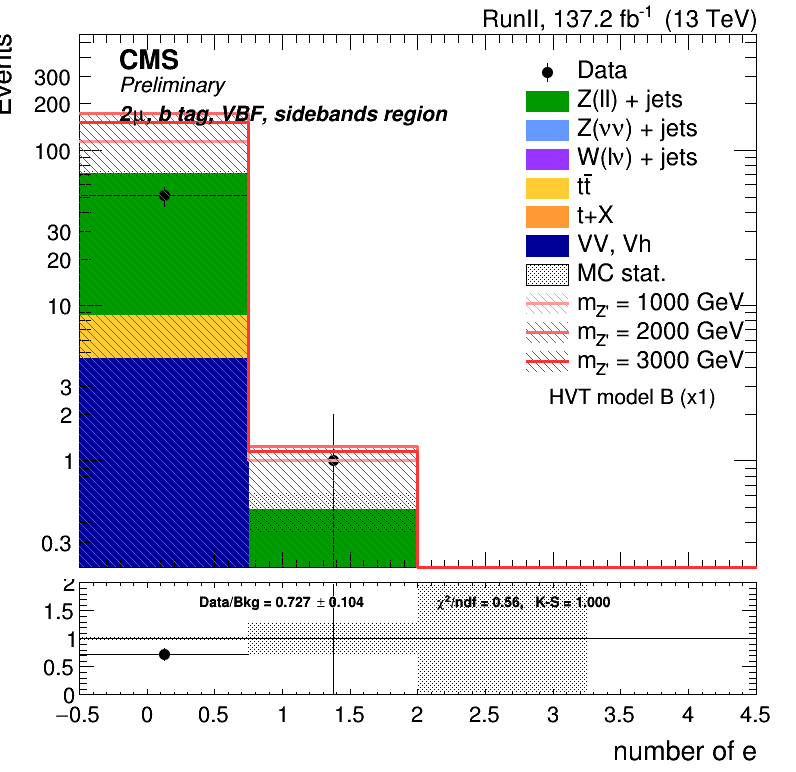 RunII, 137.2 fb⁻¹ (13 TeV)
CMS
Preliminary
2μ, b tag, VBF, sidebands region
Events
300
200
100
30
20
10
3
2
1
0.3
Data
Z(ll) + jets
Z(νν) + jets
W(lν) + jets
tt̄
t+X
VV, Vh
MC stat.
m_Z' = 1000 GeV
m_Z' = 2000 GeV
m_Z' = 3000 GeV
HVT model B (x1)
Data/Bkg = 0.727 ± 0.104
χ²/ndf = 0.56, K-S = 1.000
2
1.5
1
0.5
0
−0.5 0 0.5 1 1.5 2 2.5 3 3.5 4 4.5
number of e